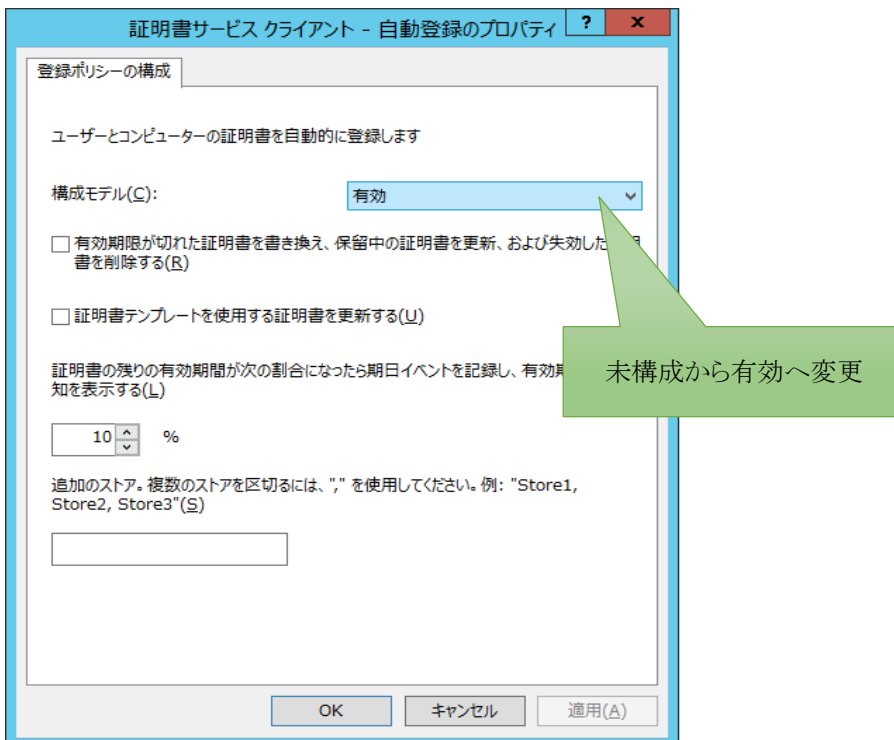 証明書サービス クライアント - 自動登録のプロパティ ? x
登録ポリシーの構成
ユーザーとコンピューターの証明書を自動的に登録します
構成モデル(C): 有効
有効期限が切れた証明書を書き換え、保留中の証明書を更新、および失効した
書を削除する(R)
証明書テンプレートを使用する証明書を更新する(U)
証明書の残りの有効期間が次の割合になったら期日イベントを記録し、有効
知を表示する(L)
未構成から有効へ変更
10 %
追加のストア。複数のストアを区切るには、"," を使用してください。例: "Store1,
Store2, Store3"(S)
OK キャンセル 適用(A)